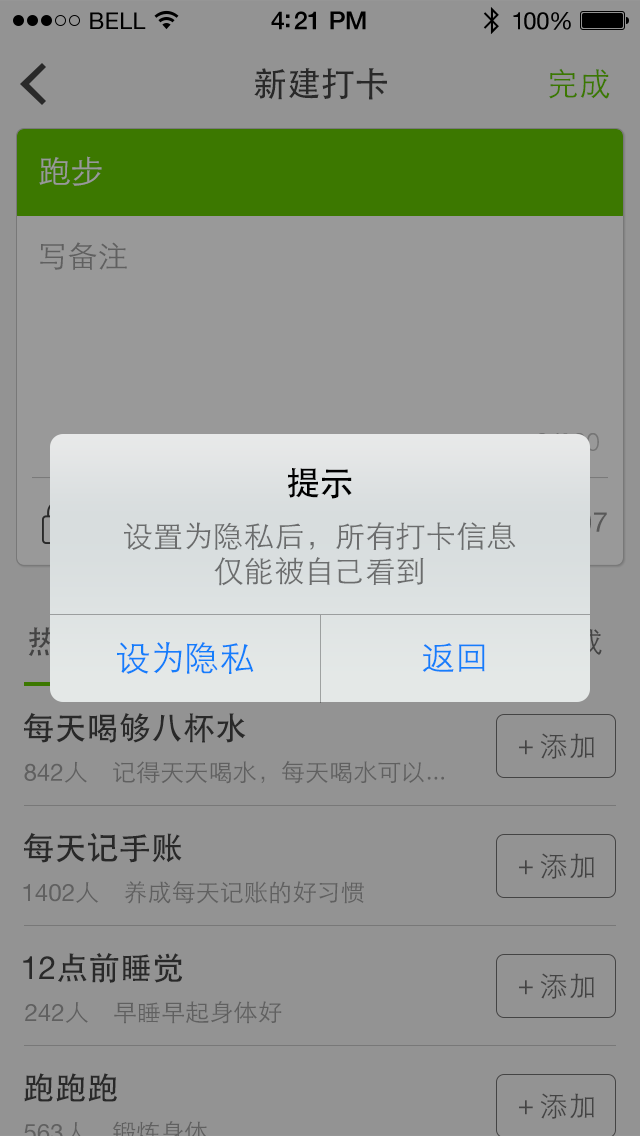 BELL 4:21 PM 100%
新建打卡 完成
跑步
写备注
提示
设置为隐私后，所有打卡信息
仅能被自己看到
设为隐私 返回
热
每天喝够八杯水
842人 记得天天喝水，每天喝水可以...
+添加
每天记手账
1402人 养成每天记账的好习惯
+添加
12点前睡觉
242人 早睡早起身体好
+添加
跑跑跑
563人 锻炼身体
+添加